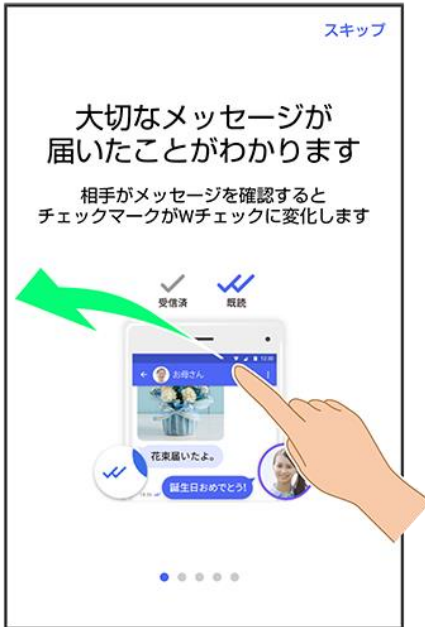 スキップ
大切なメッセージが
届いたことがわかります
相手がメッセージを確認すると
チェックマークがWチェックに変化します
受信済 既読
お母さん
花束届いたよ。
誕生日おめでとう!